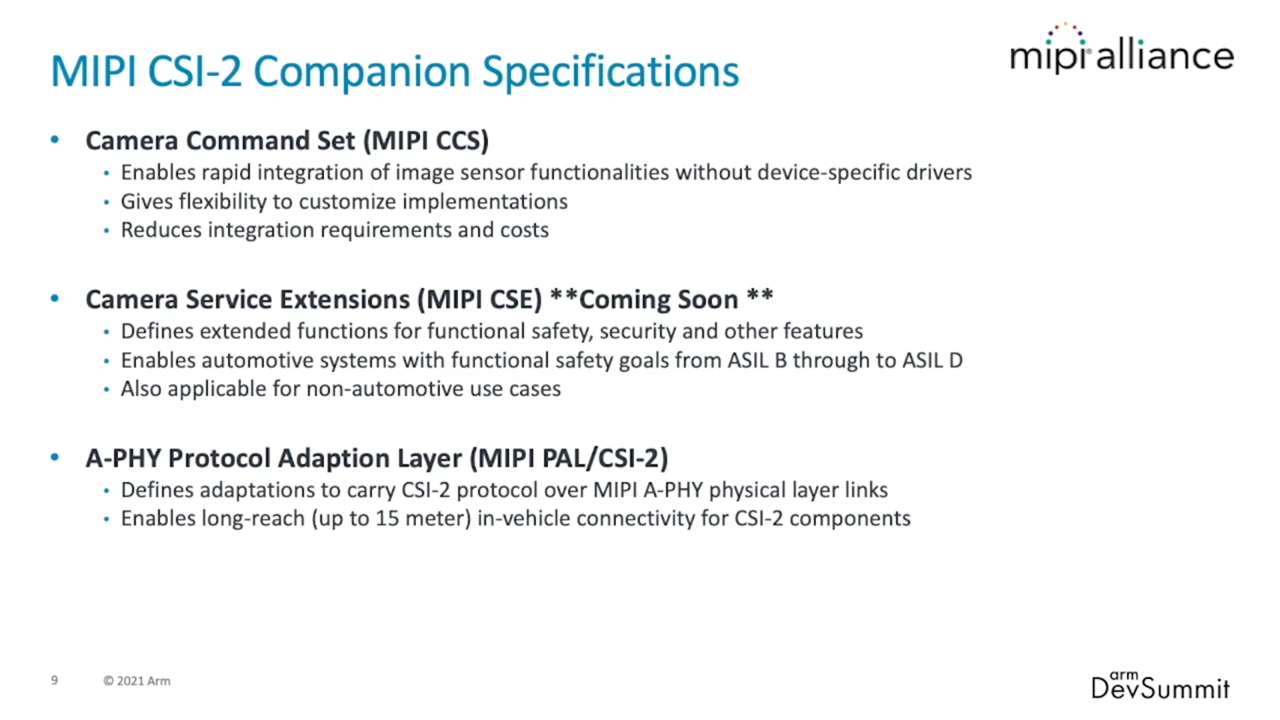 mipi alliance
MIPI CSI-2 Companion Specifications
• Camera Command Set (MIPI CCS)
• Enables rapid integration of image sensor functionalities without device-specific drivers
• Gives flexibility to customize implementations
• Reduces integration requirements and costs
• Camera Service Extensions (MIPI CSE) **Coming Soon **
• Defines extended functions for functional safety, security and other features
• Enables automotive systems with functional safety goals from ASIL B through to ASIL D
• Also applicable for non-automotive use cases
• A-PHY Protocol Adaption Layer (MIPI PAL/CSI-2)
• Defines adaptations to carry CSI-2 protocol over MIPI A-PHY physical layer links
• Enables long-reach (up to 15 meter) in-vehicle connectivity for CSI-2 components
9 © 2021 Arm
arm
DevSummit